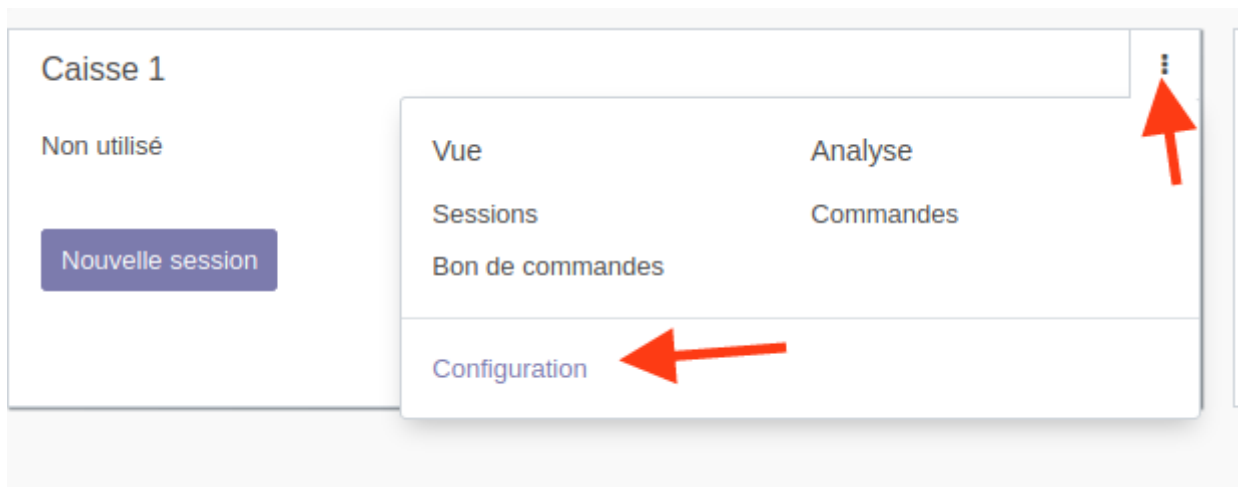 Caisse 1
Non utilisé
Nouvelle session
Vue
Analyse
Sessions
Commandes
Bon de commandes
Configuration